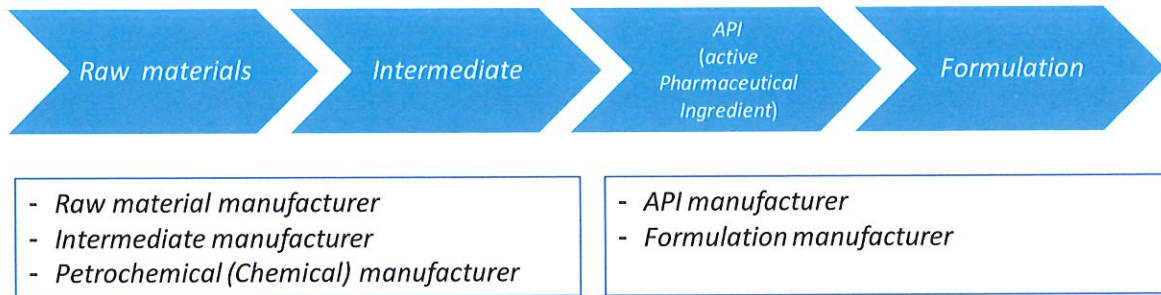 Raw materials
Intermediate
API
(active
Pharmaceutical
Ingredient)
Formulation
- Raw material manufacturer
- Intermediate manufacturer
- Petrochemical (Chemical) manufacturer
- API manufacturer
- Formulation manufacturer